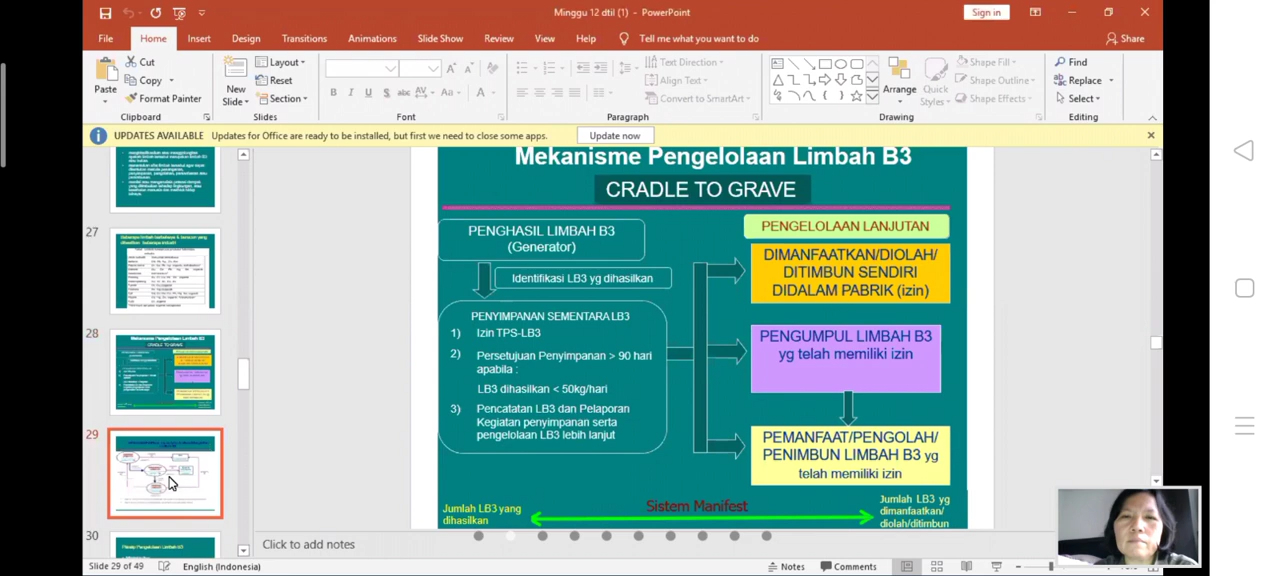 Minggu 12 dtil (1) - PowerPoint
Sign in
File Home Insert Design Transitions Animations Slide Show Review View Help Tell me what you want to do
Share
Paste
Cut
Copy
Format Painter
Clipboard
New
Slide
Layout
Reset
Section
Slides
B I U S abc AV Aa A
Font
Text Direction
Align Text
Convert to SmartArt
Paragraph
Arrange
Quick
Styles
Shape Fill
Shape Outline
Shape Effects
Drawing
Find
Replace
Select
Editing
UPDATES AVAILABLE Updates for Office are ready to be installed, but first we need to close some apps.
Update now
27
28
Mekanisme Pengelolaan Limbah B3
CRADLE TO GRAVE
29
30
Mekanisme Pengelolaan Limbah B3
CRADLE TO GRAVE
PENGHASIL LIMBAH B3
(Generator)
Identifikasi LB3 yg dihasilkan
PENYIMPANAN SEMENTARA LB3
1) Izin TPS-LB3
2) Persetujuan Penyimpanan > 90 hari
apabila :
LB3 dihasilkan < 50kg/hari
3) Pencatatan LB3 dan Pelaporan
Kegiatan penyimpanan serta
pengelolaan LB3 lebih lanjut
PENGELOLAAN LANJUTAN
DIMANFAATKAN/DIOLAH/
DITIMBUN SENDIRI
DIDALAM PABRIK (izin)
PENGUMPUL LIMBAH B3
yg telah memiliki izin
PEMANFAAT/PENGOLAH/
PENIMBUN LIMBAH B3 yg
telah memiliki izin
Jumlah LB3 yang
dihasilkan
Sistem Manifest
Jumlah LB3 yg
dimanfaatkan/
diolah/ditimbun
Click to add notes
Slide 29 of 49 English (Indonesia)
Notes Comments